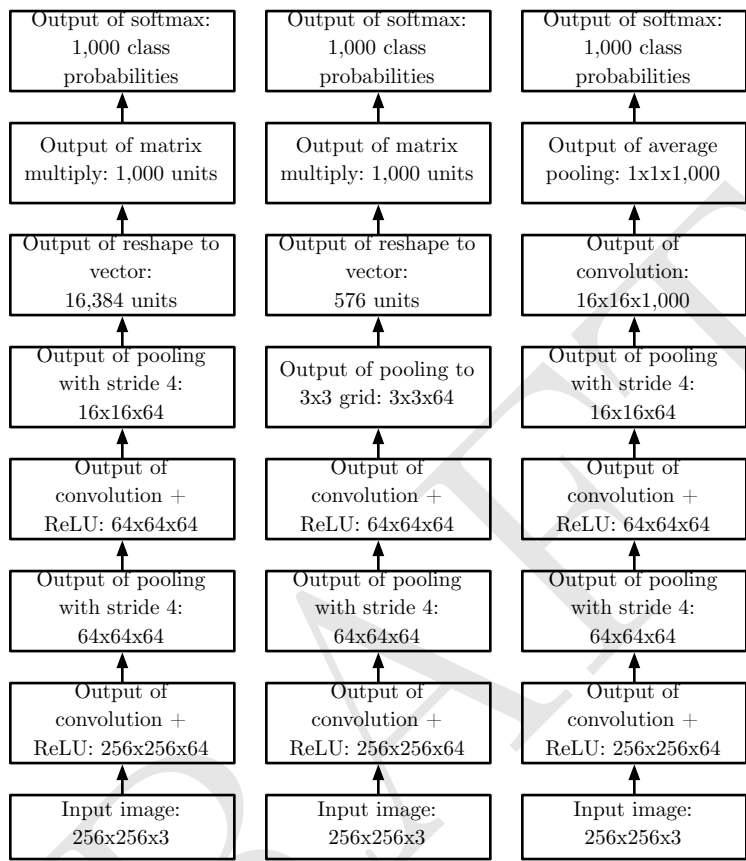 Output of softmax:
1,000 class
probabilities
Output of matrix
multiply: 1,000 units
Output of reshape to
vector:
16,384 units
Output of pooling
with stride 4:
16x16x64
Output of
convolution +
ReLU: 64x64x64
Output of pooling
with stride 4:
64x64x64
Output of
convolution +
ReLU: 256x256x64
Input image:
256x256x3
Output of softmax:
1,000 class
probabilities
Output of matrix
multiply: 1,000 units
Output of reshape to
vector:
576 units
Output of pooling to
3x3 grid: 3x3x64
Output of
convolution +
ReLU: 64x64x64
Output of pooling
with stride 4:
64x64x64
Output of
convolution +
ReLU: 256x256x64
Input image:
256x256x3
Output of softmax:
1,000 class
probabilities
Output of average
pooling: 1x1x1,000
Output of
convolution:
16x16x1,000
Output of pooling
with stride 4:
16x16x64
Output of
convolution +
ReLU: 64x64x64
Output of pooling
with stride 4:
64x64x64
Output of
convolution +
ReLU: 256x256x64
Input image:
256x256x3